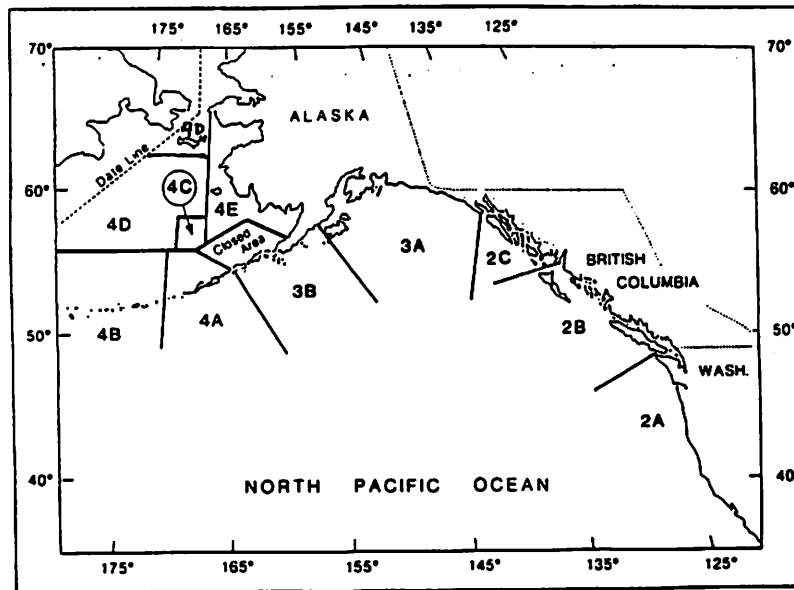 175° 165° 155° 145° 135° 125°
70° 70°
ALASKA
Date Line
4C
60° 4E 60°
4D
Closed Area
3A
2C BRITISH
COLUMBIA
3B
4A
50° 4B 2B 50°
WASH.
2A
40° 40°
NORTH PACIFIC OCEAN
175° 165° 155° 145° 135° 125°